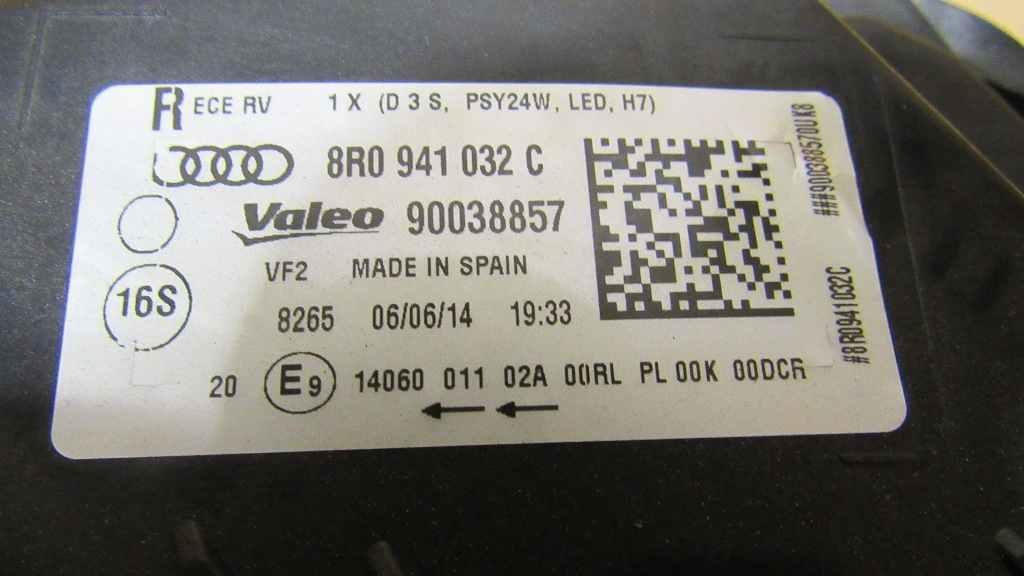 R ECE RV 1 X (D 3 S, PSY24W, LED, H7)
8R0 941 032 C
Valeo 90038857
VF2 MADE IN SPAIN
16S
8265 06/06/14 19:33
20 E9 14060 011 02A 00RL PL 00K 00DCR
###90038857OUK8
#8R0941032C